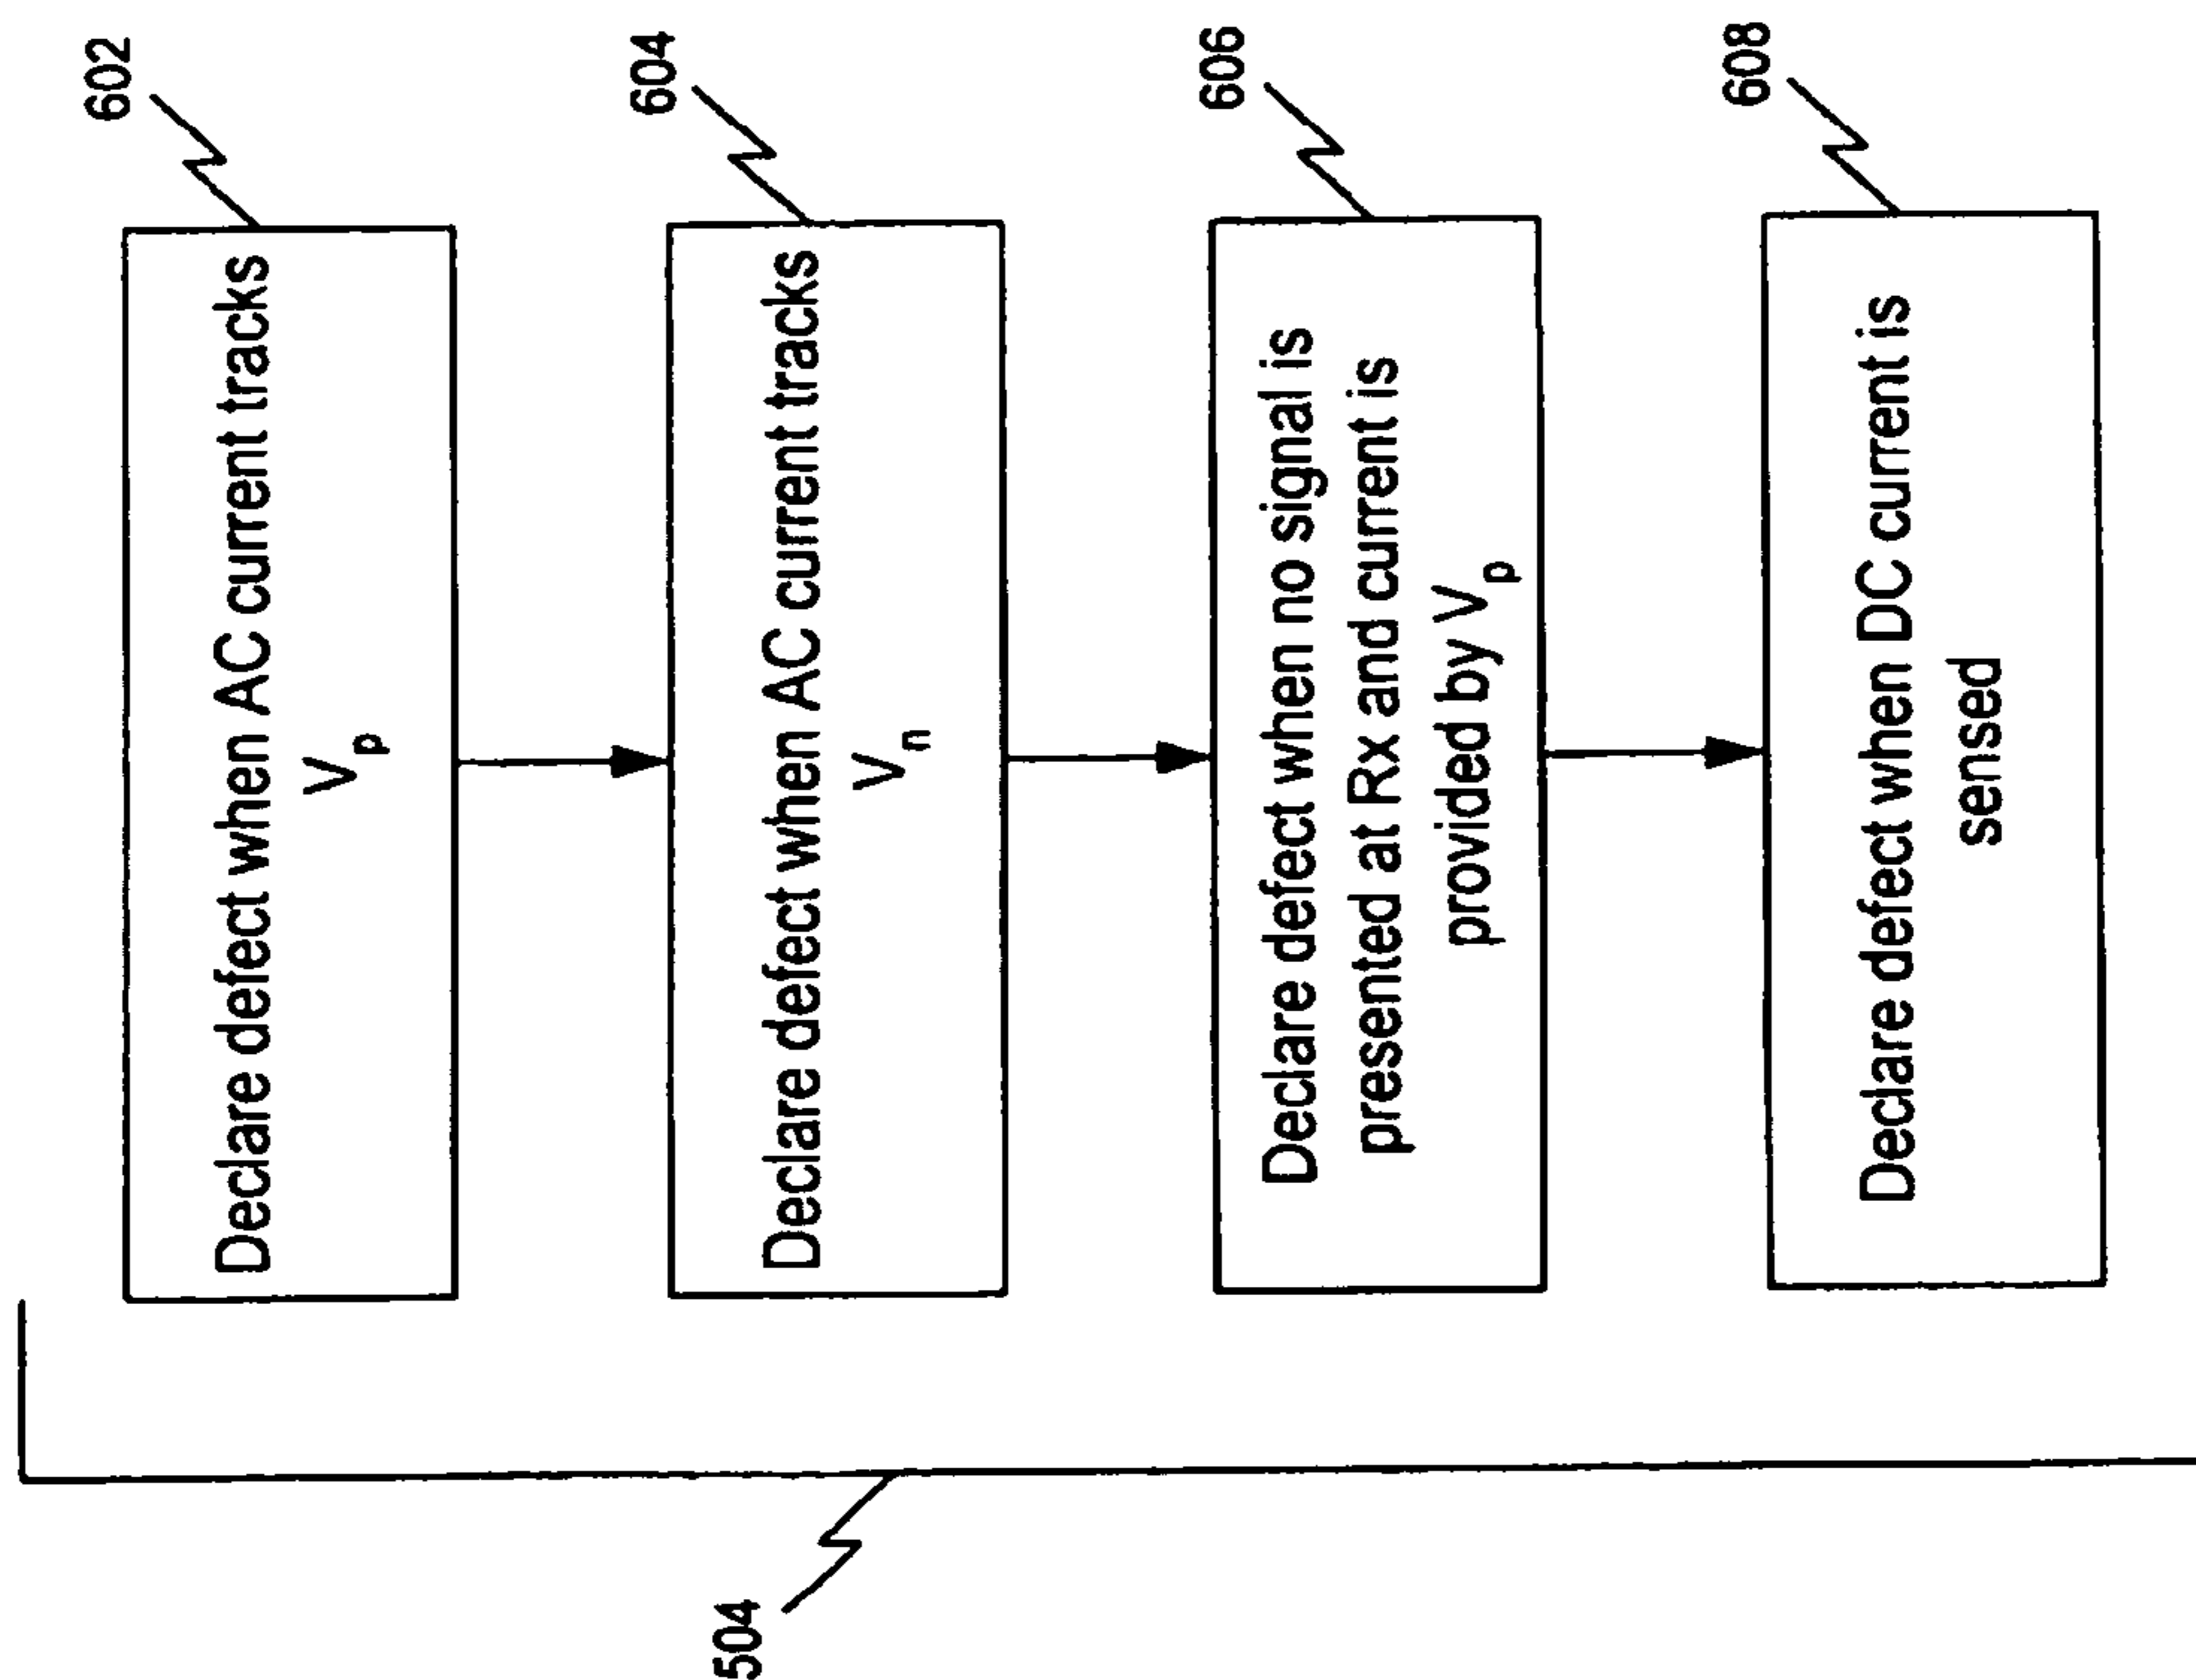 602
Declare defect when AC current tracks
Vp
604
Declare defect when AC current tracks
Vn
606
Declare defect when no signal is
presented at Rx and current is
provided by Vp
608
Declare defect when DC current is
sensed
504